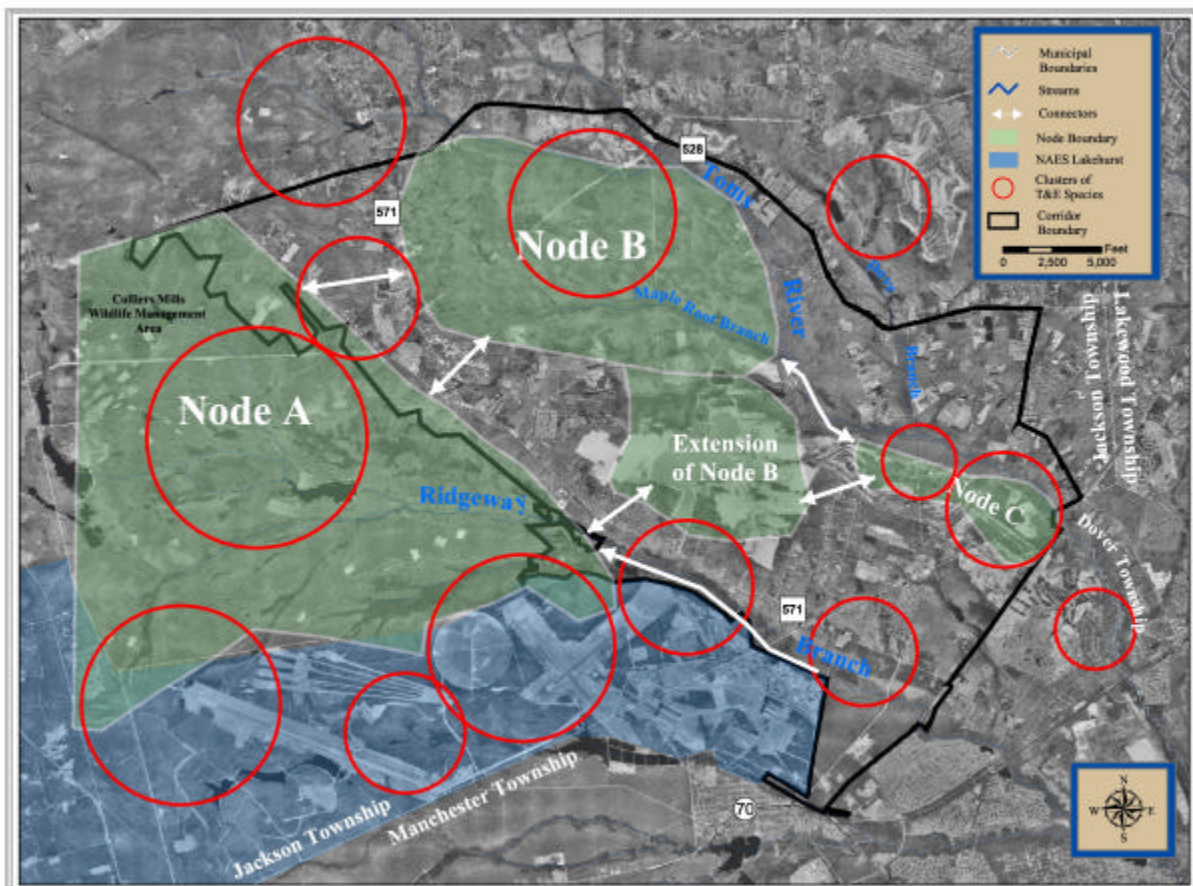 Municipal
Boundaries
Streams
Connectors
Node Boundary
NAES Lakehurst
Clusters of
T&E Species
Corridor
Boundary
Feet
0 2,500 5,000
528
Toms
571
Node B
River
Maple Root Branch
Branch
Colliers Mills
Wildlife Management
Area
Jackson Township
Lakewood Township
Node A
Extension
of Node B
Ridgeway
Node C
Dover Township
571
Branch
Jackson Township
Manchester Township
70
N
W E
S